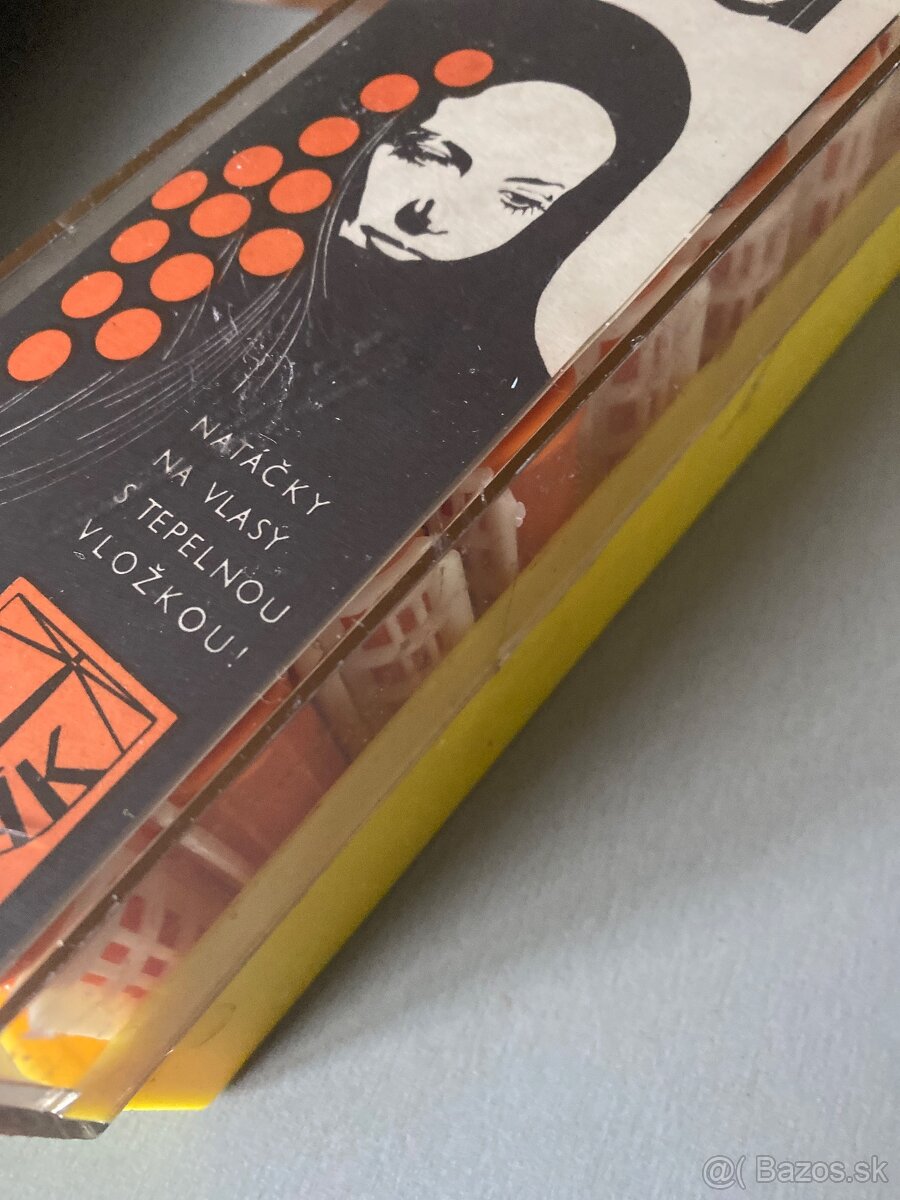 NATÁČKY
NA VLASY
S TEPELNOU
VLOŽKOU!
@( Bazos.sk